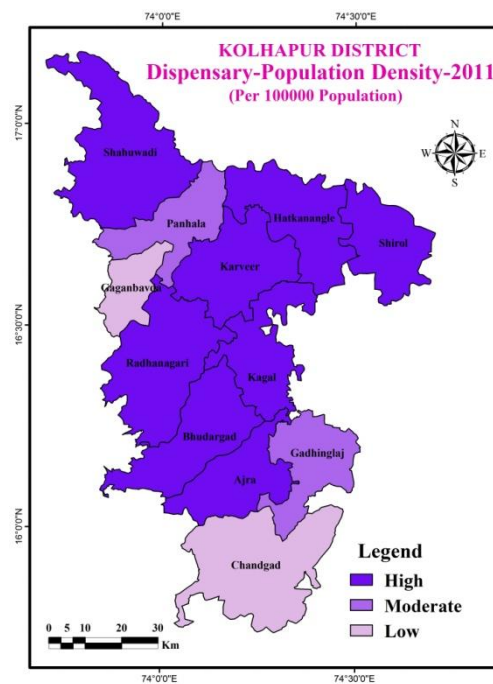 74°0'0"E 74°30'0"E
KOLHAPUR DISTRICT
Dispensary-Population Density-2011
(Per 100000 Population)
17°0'0"N
N
W E
S
Shahuwadi
Panhala
Hatkanangle
Shirol
Karveer
Gaganbavda
16°30'0"N
Radhanagari
Kagal
Bhudargad
Gadhinglaj
Ajra
16°0'0"N
Chandgad
Legend
High
Moderate
Low
0 5 10 20 30
Km
74°0'0"E 74°30'0"E